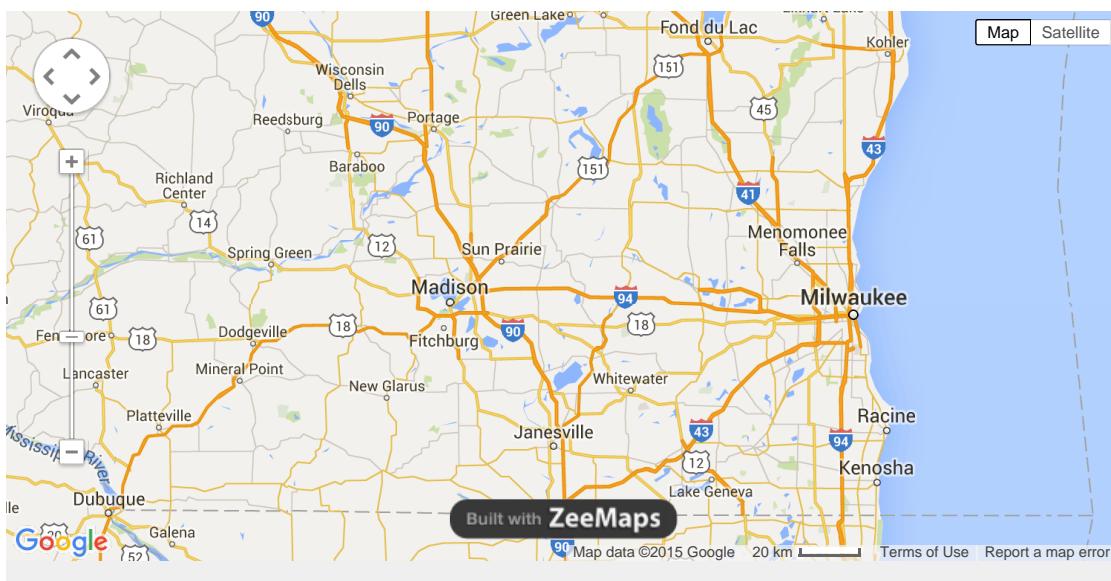 90
Green Lake
Fond du Lac
Map
Satellite
Kohler
151
Wisconsin
Dells
45
Viroqua
Reedsburg
90
Portage
43
Baraboo
151
Richland
Center
41
14
Menomonee
Falls
61
12
Sun Prairie
Spring Green
Madison
94
Milwaukee
61
18
18
Dodgeville
18
90
Fitchburg
Lancaster
Mineral Point
New Glarus
Whitewater
Platteville
Racine
Janesville
43
94
Mississippi River
12
Kenosha
Dubuque
Lake Geneva
Built with ZeeMaps
Galena
Google
52
90
Map data ©2015 Google
20 km
Terms of Use
Report a map error